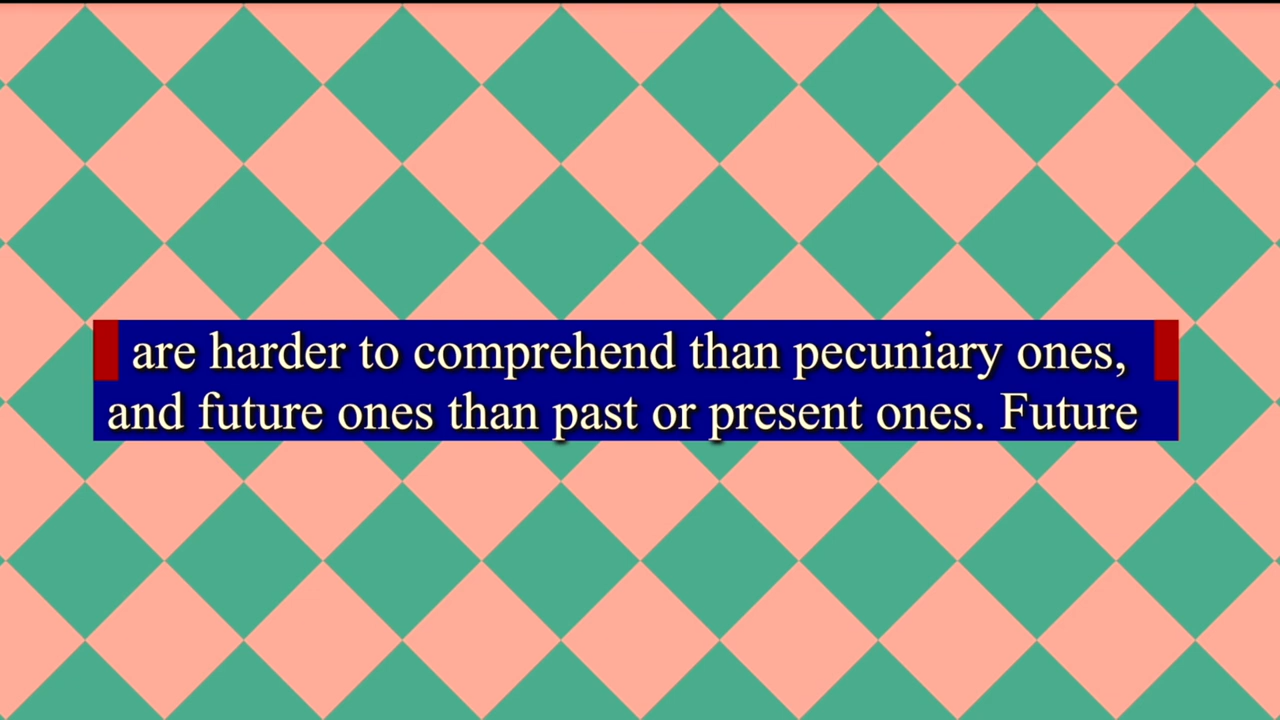 are harder to comprehend than pecuniary ones,
and future ones than past or present ones. Future